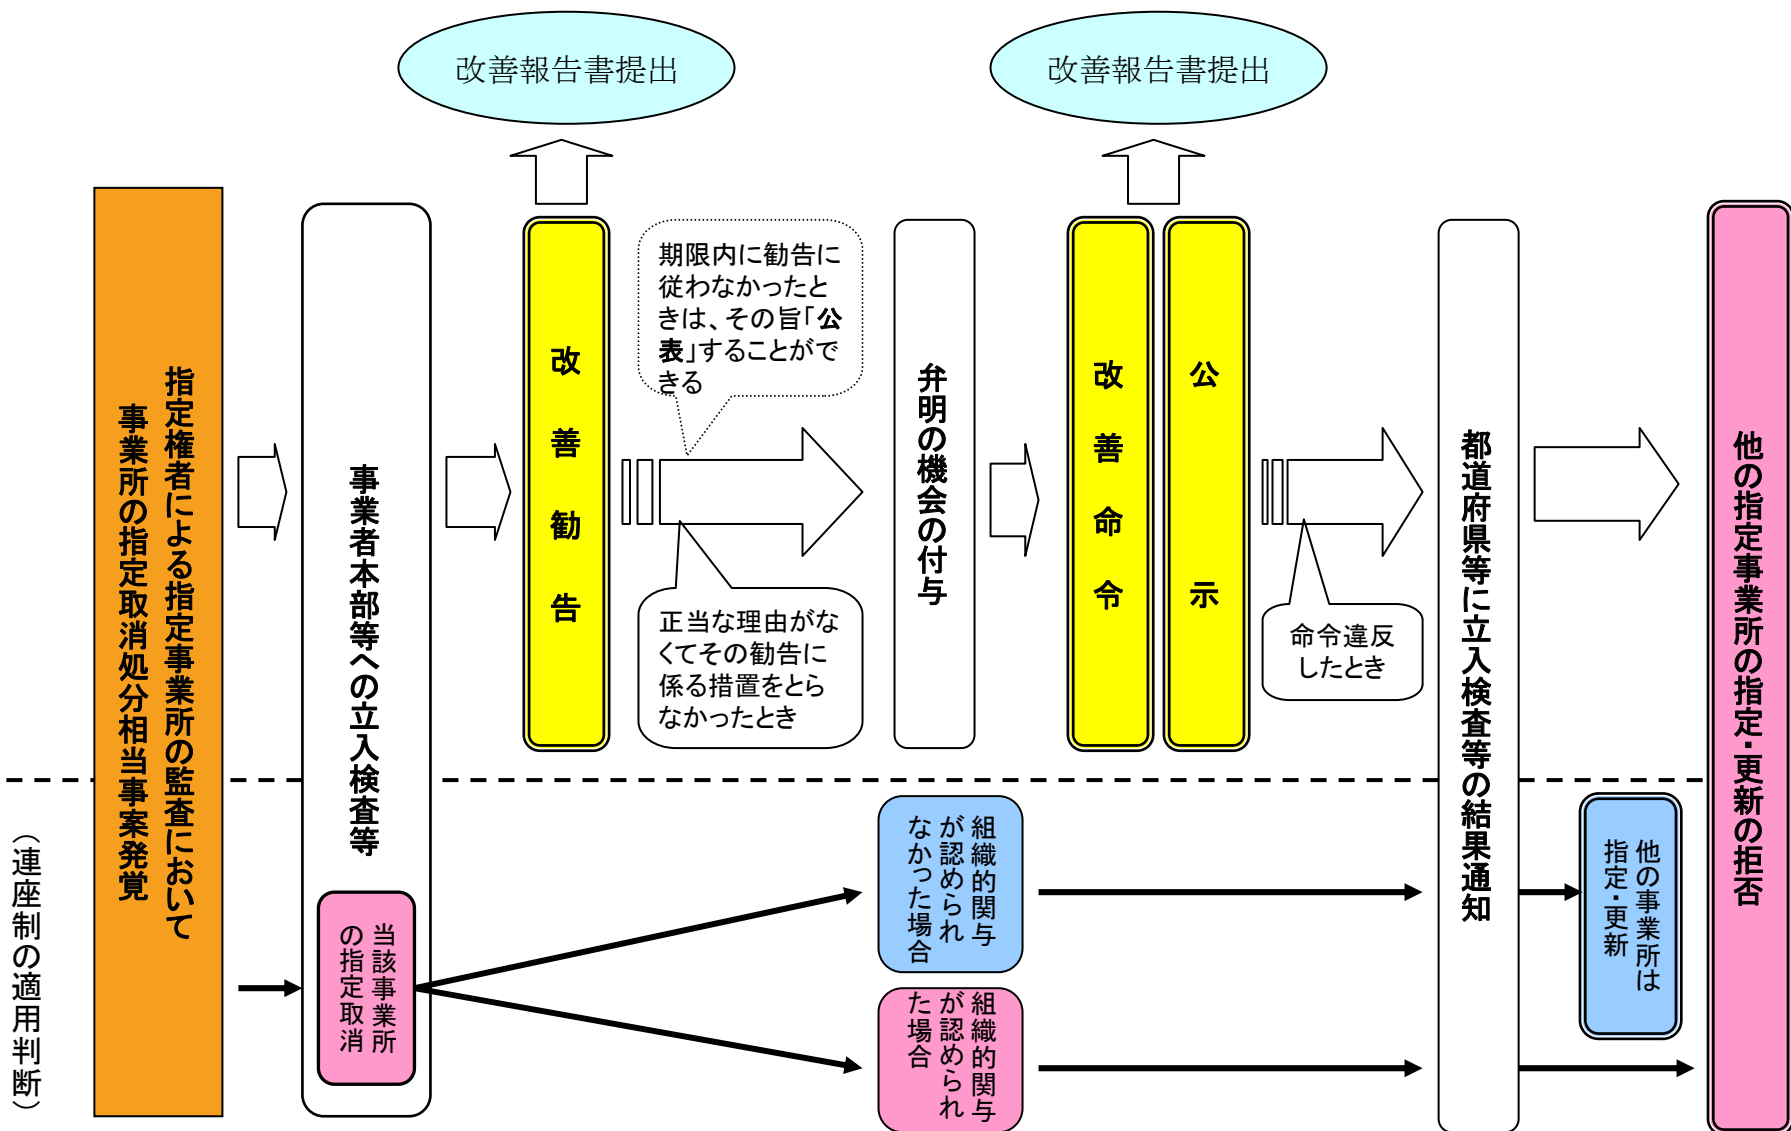 改善報告書提出
改善報告書提出
指定権者による指定事業所の監査において
事業所の指定取消処分相当事案発覚
事業者本部等への立入検査等
改善勧告
期限内に勧告に
従わなかったと
きは、その旨「公
表」することがで
きる
正当な理由がな
くてその勧告に
係る措置をとら
なかったとき
弁明の機会の付与
改善命令
公示
命令違反
したとき
都道府県等に立入検査等の結果通知
他の指定事業所の指定・更新の拒否
（連座制の適用判断）
当該事業所
の指定取消
組織的関与
が認められ
なかった場合
組織的関与
が認められ
た場合
他の事業所は
指定・更新